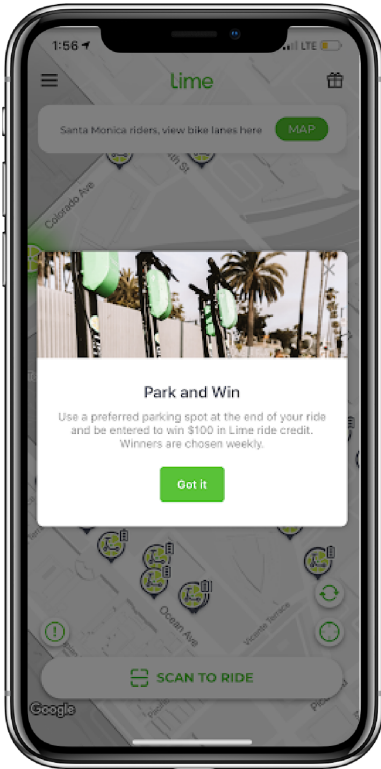 1:56
LTE
Lime
Santa Monica riders, view bike lanes here
MAP
Colorado Ave
Park and Win
Use a preferred parking spot at the end of your ride
and be entered to win $100 in Lime ride credit.
Winners are chosen weekly.
Got it
Ocean Ave
Vicente Terrace
SCAN TO RIDE
Google